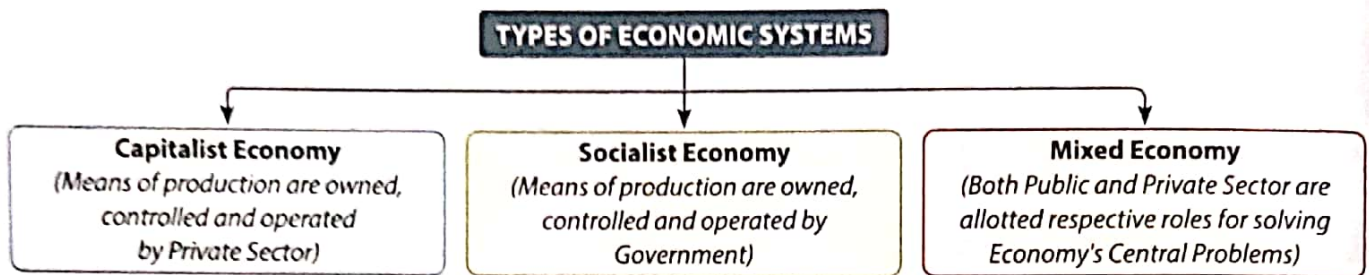 TYPES OF ECONOMIC SYSTEMS
Capitalist Economy
(Means of production are owned,
controlled and operated
by Private Sector)
Socialist Economy
(Means of production are owned,
controlled and operated by
Government)
Mixed Economy
(Both Public and Private Sector are
allotted respective roles for solving
Economy's Central Problems)